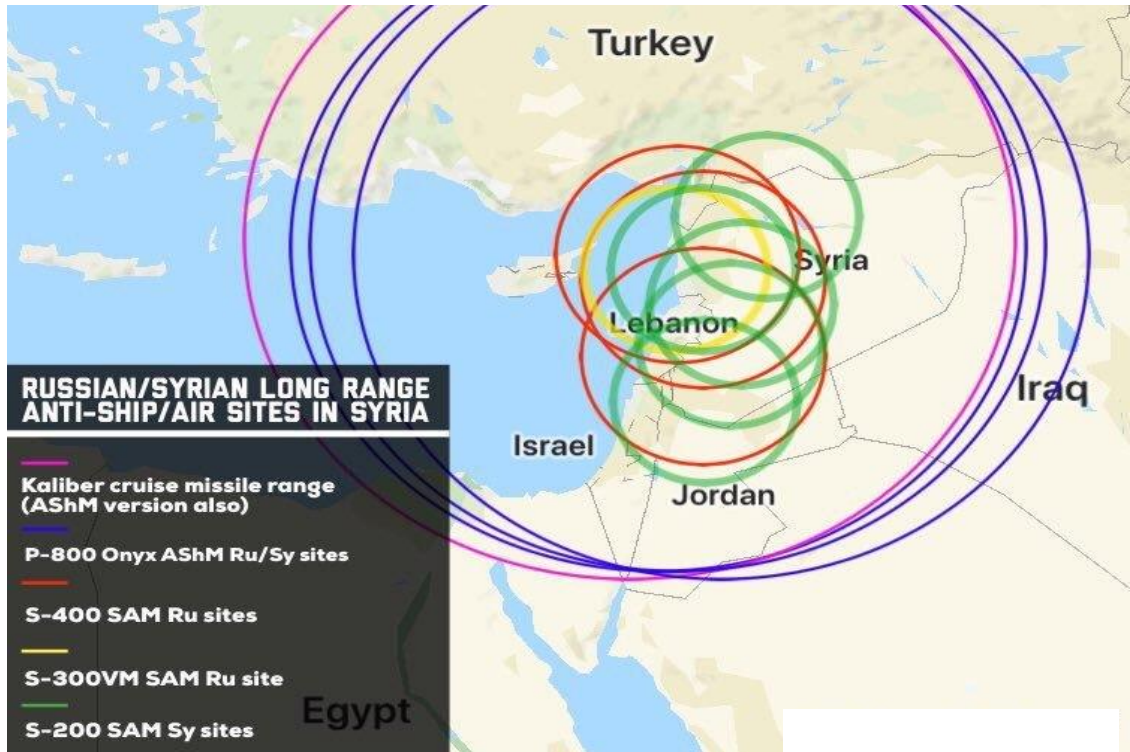 Turkey
Syria
Lebanon
Iraq
Israel
Jordan
Egypt
RUSSIAN/SYRIAN LONG RANGE
ANTI-SHIP/AIR SITES IN SYRIA
Kaliber cruise missile range
(AShM version also)
P-800 Onyx AShM Ru/Sy sites
S-400 SAM Ru sites
S-300VM SAM Ru site
S-200 SAM Sy sites